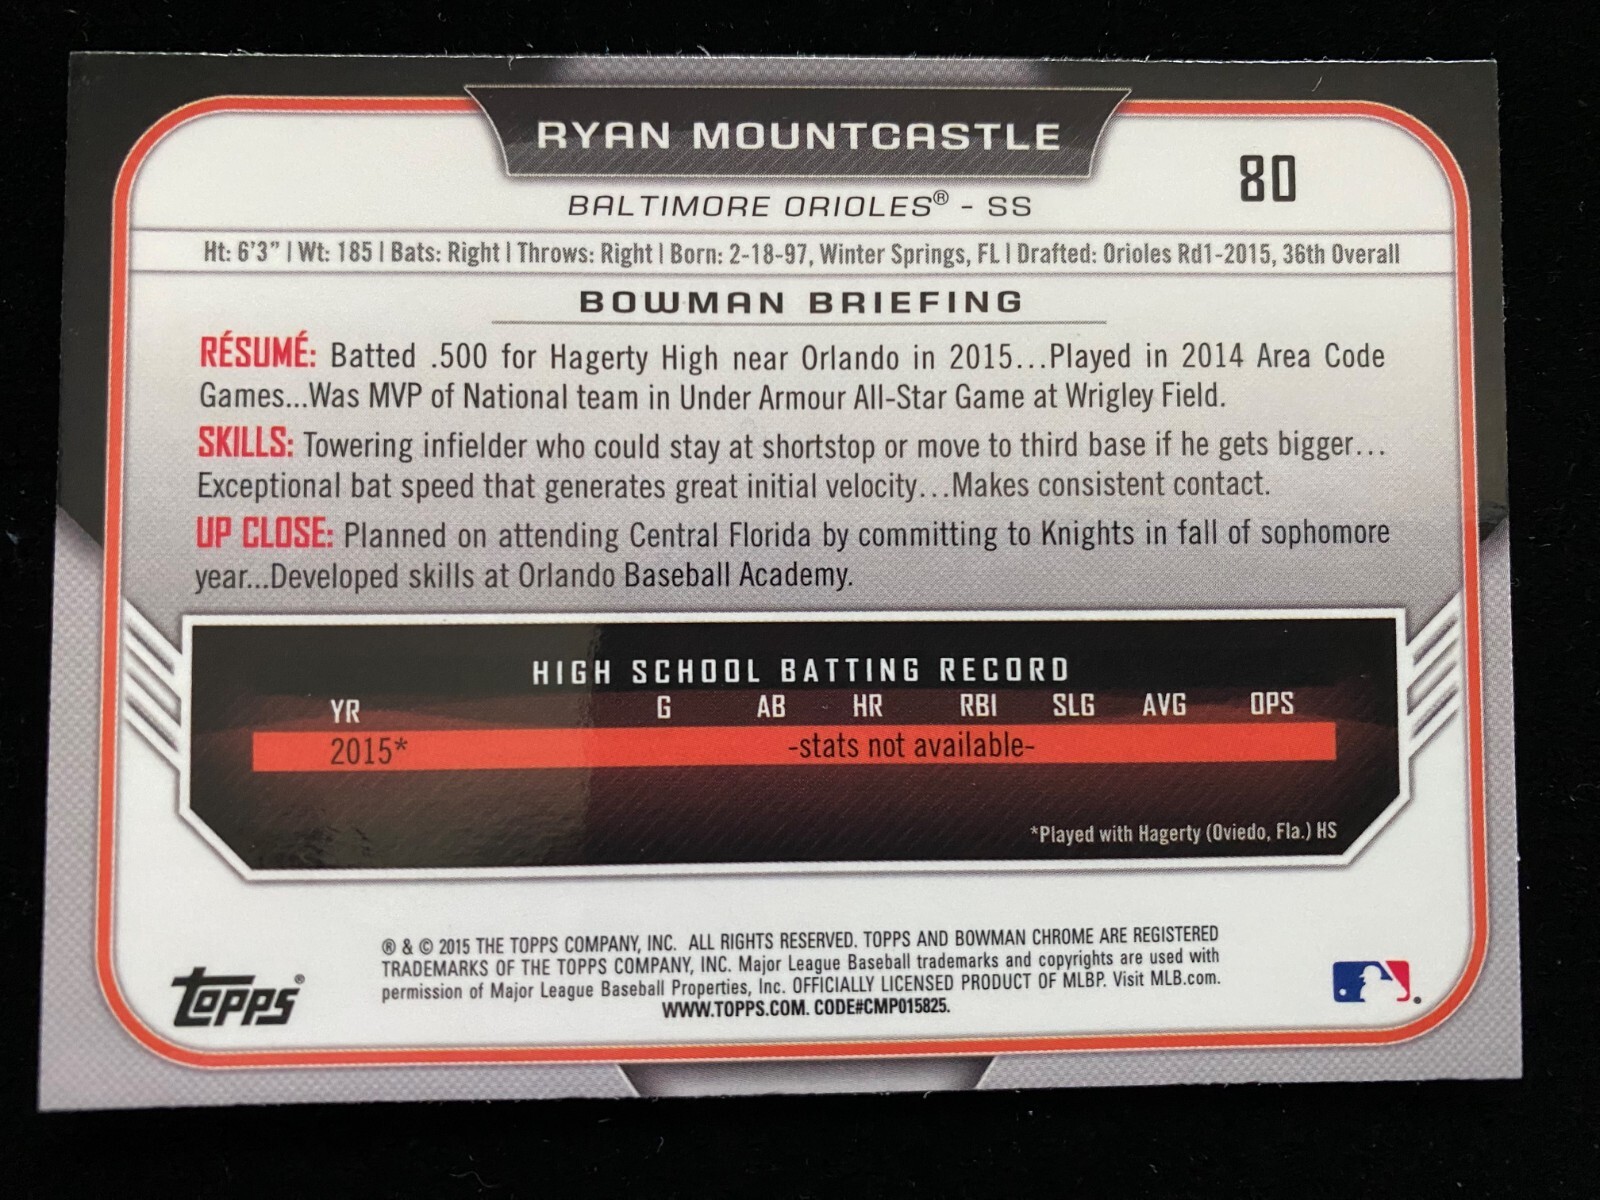 RYAN MOUNTCASTLE
80
BALTIMORE ORIOLES® - SS
Ht: 6'3" | Wt: 185 | Bats: Right | Throws: Right | Born: 2-18-97, Winter Springs, FL | Drafted: Orioles Rd1-2015, 36th Overall
BOWMAN BRIEFING
RÉSUMÉ: Batted .500 for Hagerty High near Orlando in 2015...Played in 2014 Area Code
Games...Was MVP of National team in Under Armour All-Star Game at Wrigley Field.
SKILLS: Towering infielder who could stay at shortstop or move to third base if he gets bigger...
Exceptional bat speed that generates great initial velocity...Makes consistent contact.
UP CLOSE: Planned on attending Central Florida by committing to Knights in fall of sophomore
year...Developed skills at Orlando Baseball Academy.
HIGH SCHOOL BATTING RECORD
YR G AB HR RBI SLG AVG OPS
2015* -stats not available-
*Played with Hagerty (Oviedo, Fla.) HS
® & © 2015 THE TOPPS COMPANY, INC. ALL RIGHTS RESERVED. TOPPS AND BOWMAN CHROME ARE REGISTERED
TRADEMARKS OF THE TOPPS COMPANY, INC. Major League Baseball trademarks and copyrights are used with
permission of Major League Baseball Properties, Inc. OFFICIALLY LICENSED PRODUCT OF MLBP. Visit MLB.com.
WWW.TOPPS.COM. CODE#CMP015825.
Topps®